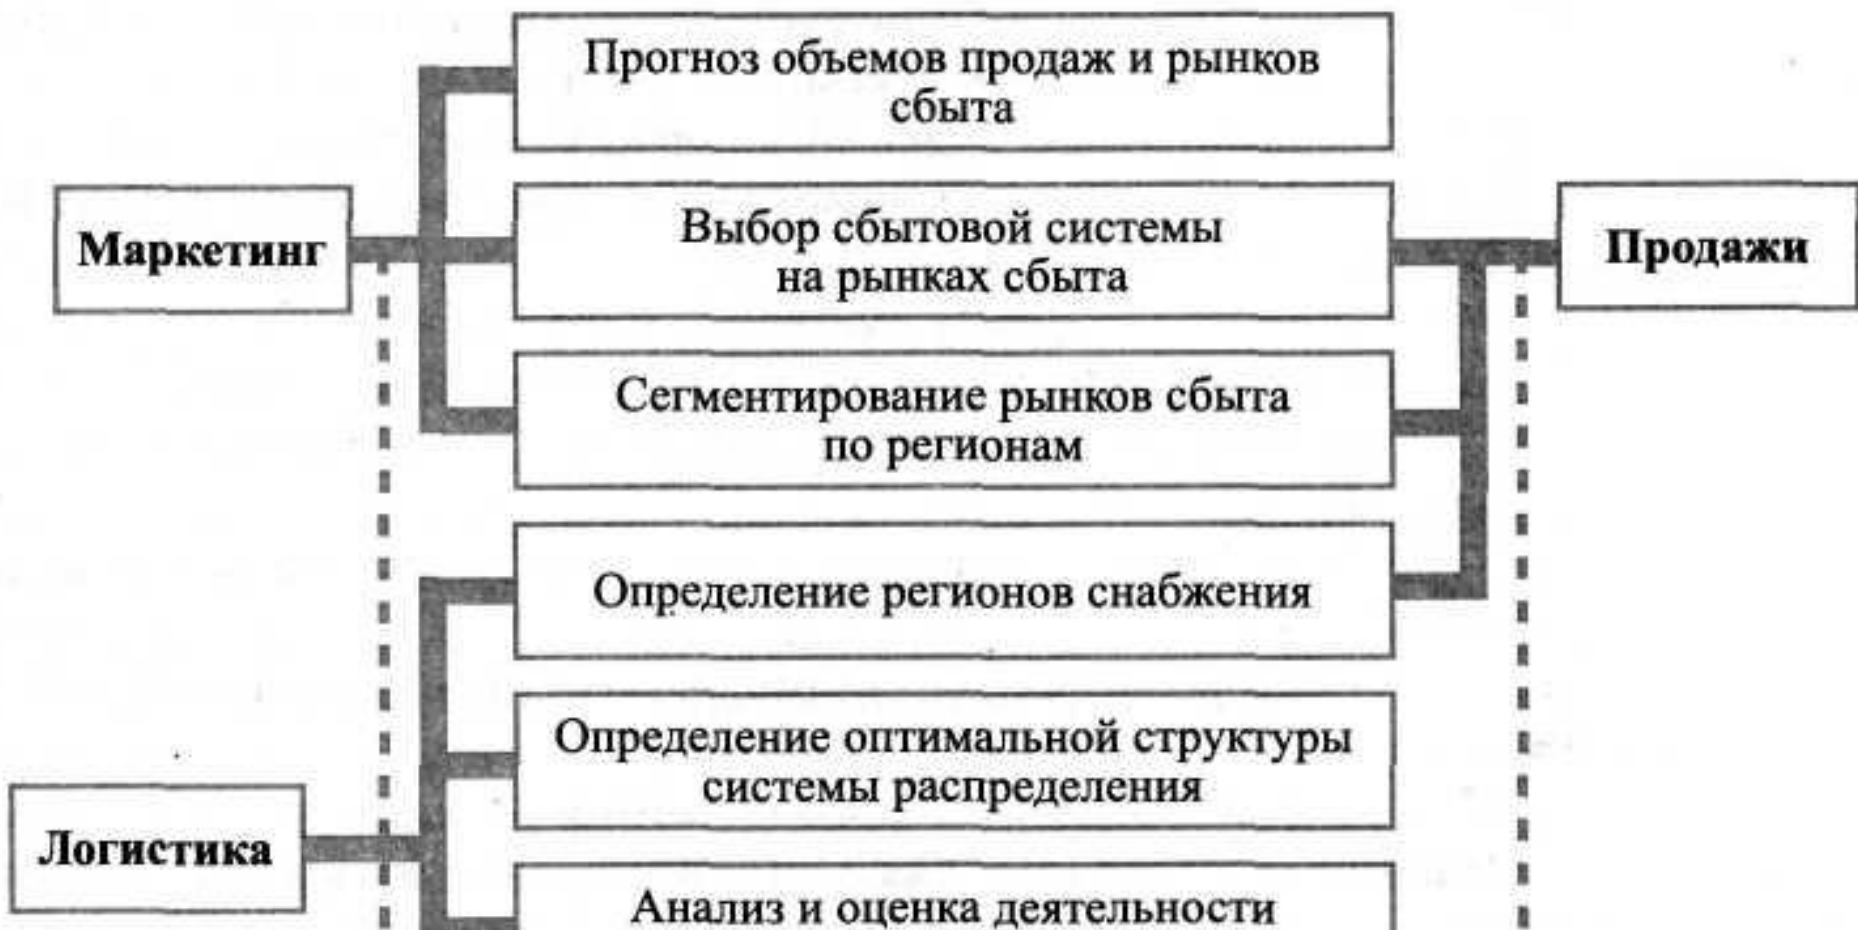 Прогноз объемов продаж и рынков
сбыта
Маркетинг
Выбор сбытовой системы
на рынках сбыта
Продажи
Сегментирование рынков сбыта
по регионам
Определение регионов снабжения
Определение оптимальной структуры
системы распределения
Логистика
Анализ и оценка деятельности